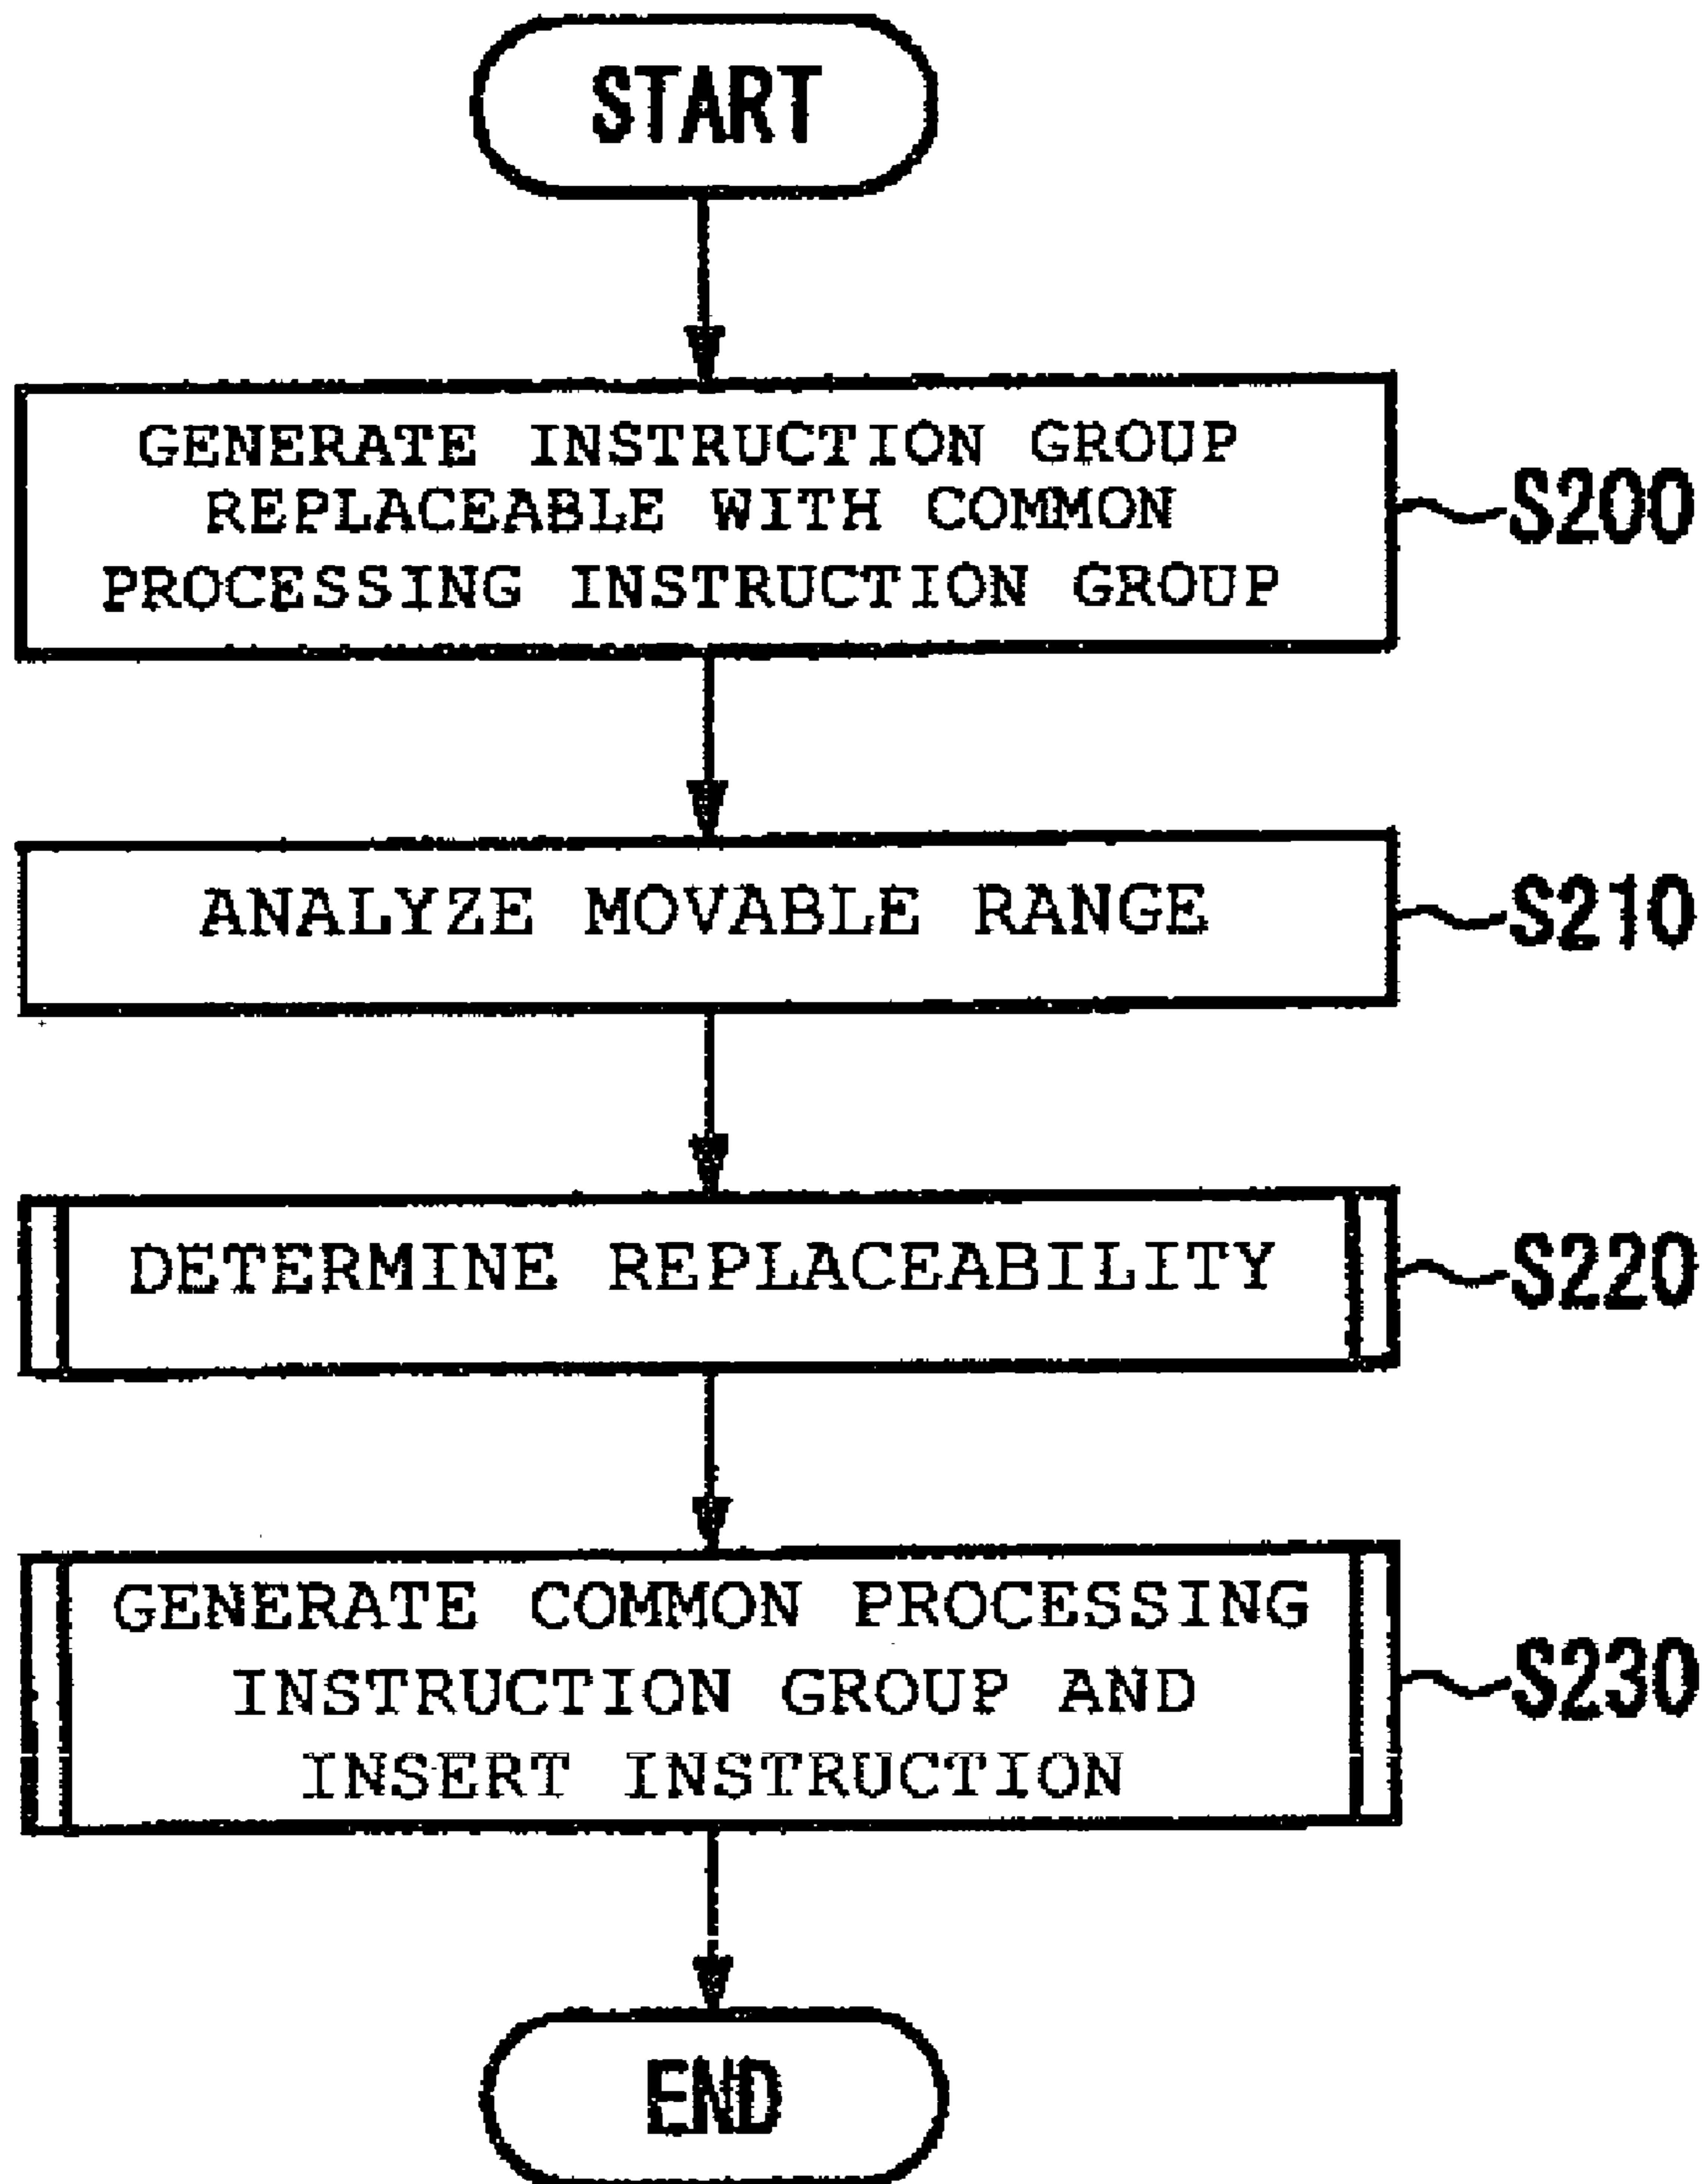 START
GENERATE INSTRUCTION GROUP
REPLACEABLE WITH COMMON
PROCESSING INSTRUCTION GROUP
S200
ANALYZE MOVABLE RANGE
S210
DETERMINE REPLACEABILITY
S220
GENERATE COMMON PROCESSING
INSTRUCTION GROUP AND
INSERT INSTRUCTION
S230
END